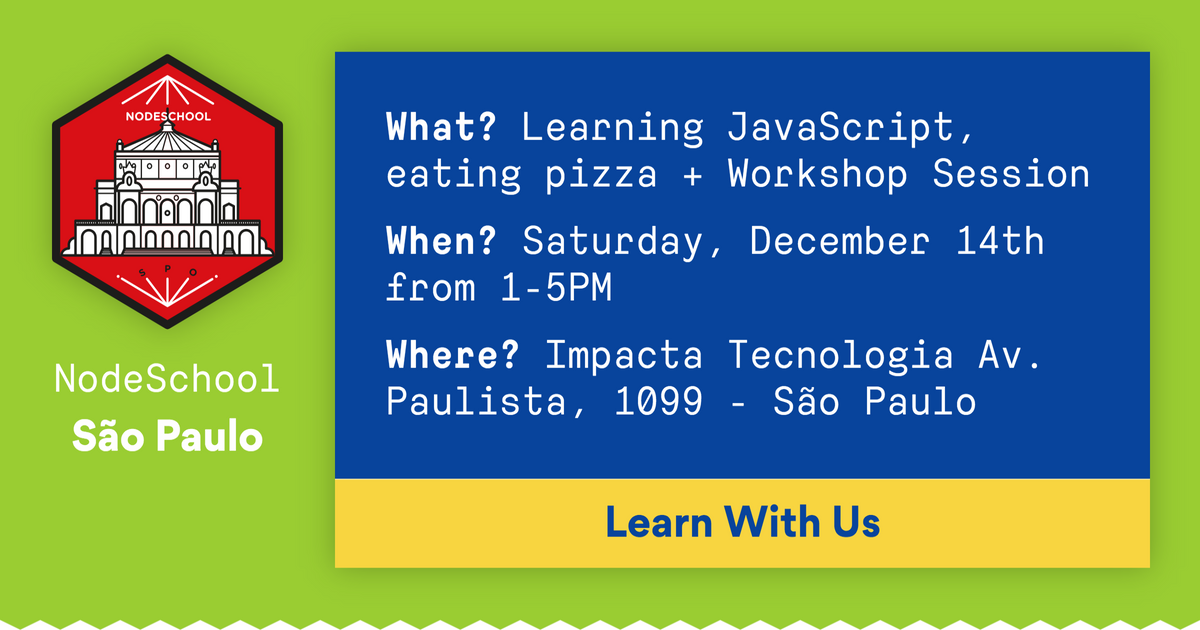 NODESCHOOL
S P O
NodeSchool
São Paulo
What? Learning JavaScript,
eating pizza + Workshop Session
When? Saturday, December 14th
from 1-5PM
Where? Impacta Tecnologia Av.
Paulista, 1099 - São Paulo
Learn With Us